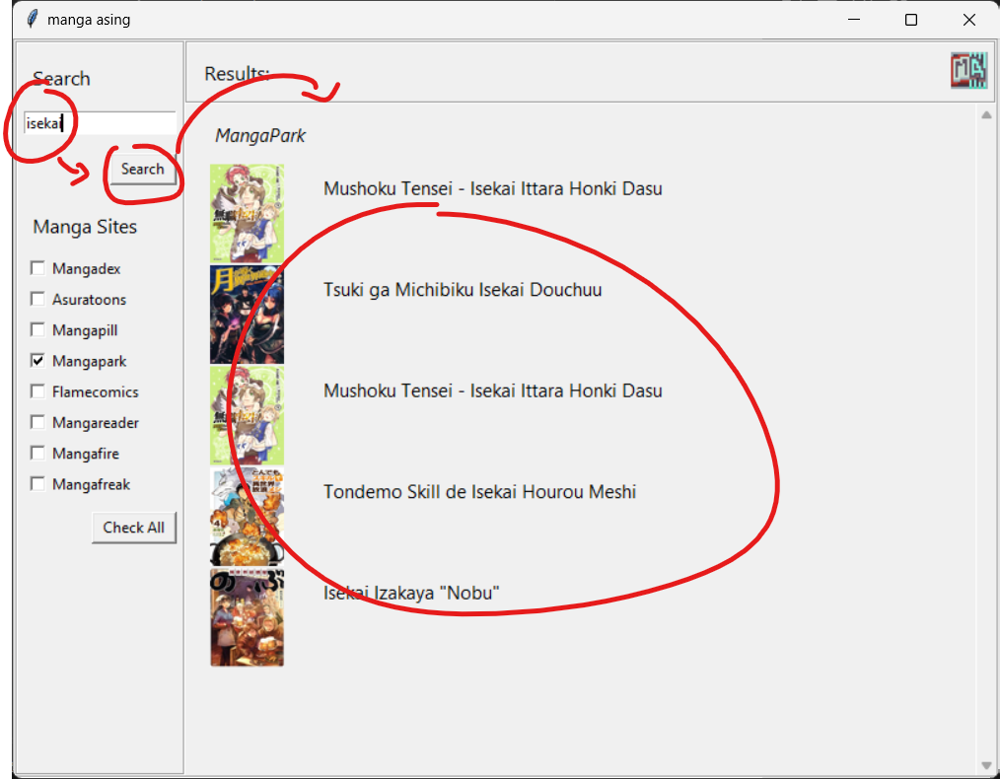 manga asing
Search
isekai
Search
Manga Sites
Mangadex
Asuratoons
Mangapill
Mangapark
Flamecomics
Mangareader
Mangafire
Mangafreak
Check All
Results:
MangaPark
Mushoku Tensei - Isekai Ittara Honki Dasu
Tsuki ga Michibiku Isekai Douchuu
Mushoku Tensei - Isekai Ittara Honki Dasu
Tondemo Skill de Isekai Hourou Meshi
Isekai Izakaya "Nobu"